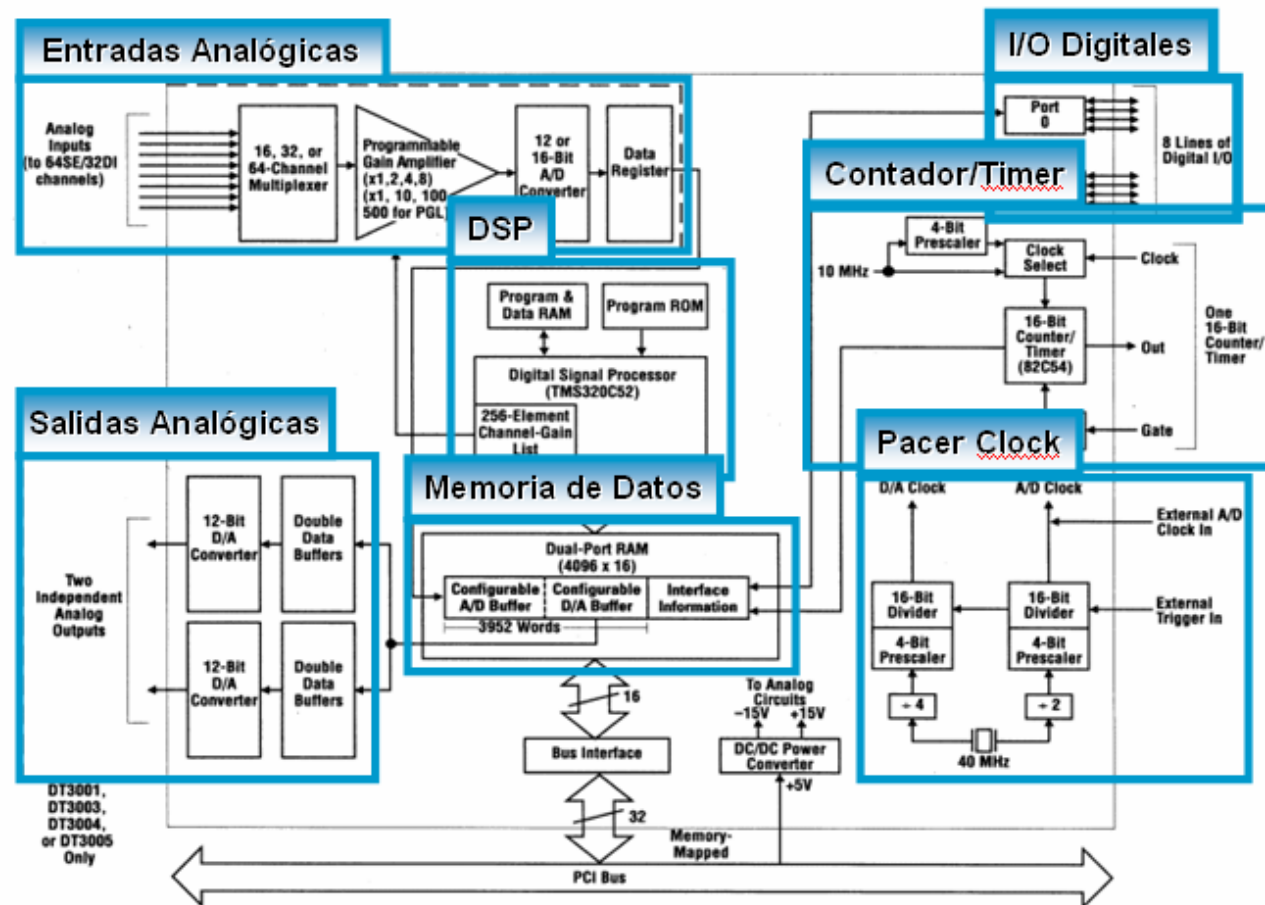 Entradas Analógicas
Analog
Inputs
(to 64SE/32DI
channels)
16, 32, or
64-Channel
Multiplexer
Programmable
Gain Amplifier
(x1,2,4,8)
(x1, 10, 100
500 for PGL)
12 or
16-Bit
A/D
Converter
Data
Register
I/O Digitales
Port
0
8 Lines of
Digital I/O
Contador/Timer
4-Bit
Prescaler
10 MHz
Clock
Select
Clock
16-Bit
Counter/
Timer
(82C54)
Out
Gate
One
16-Bit
Counter/
Timer
DSP
Program &
Data RAM
Program ROM
Digital Signal Processor
(TMS320C52)
256-Element
Channel-Gain
List
Salidas Analógicas
Two
Independent
Analog
Outputs
12-Bit
D/A
Converter
Double
Data
Buffers
12-Bit
D/A
Converter
Double
Data
Buffers
DT3001,
DT3003,
DT3004,
or DT3005
Only
Memoria de Datos
Dual-Port RAM
(4096 x 16)
Configurable
A/D Buffer
Configurable
D/A Buffer
Interface
Information
3952 Words
16
Bus Interface
32
To Analog
Circuits
–15V +15V
DC/DC Power
Converter
+5V
Memory-
Mapped
PCI Bus
Pacer Clock
D/A Clock
A/D Clock
External A/D
Clock In
16-Bit
Divider
4-Bit
Prescaler
16-Bit
Divider
4-Bit
Prescaler
External
Trigger In
÷ 4
÷ 2
40 MHz